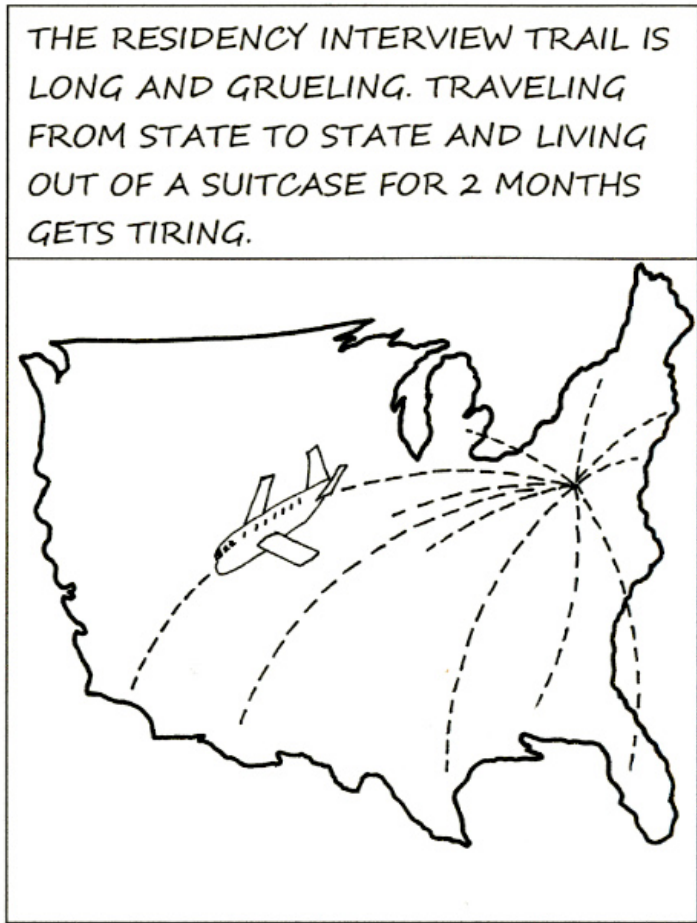 THE RESIDENCY INTERVIEW TRAIL IS
LONG AND GRUELING. TRAVELING
FROM STATE TO STATE AND LIVING
OUT OF A SUITCASE FOR 2 MONTHS
GETS TIRING.